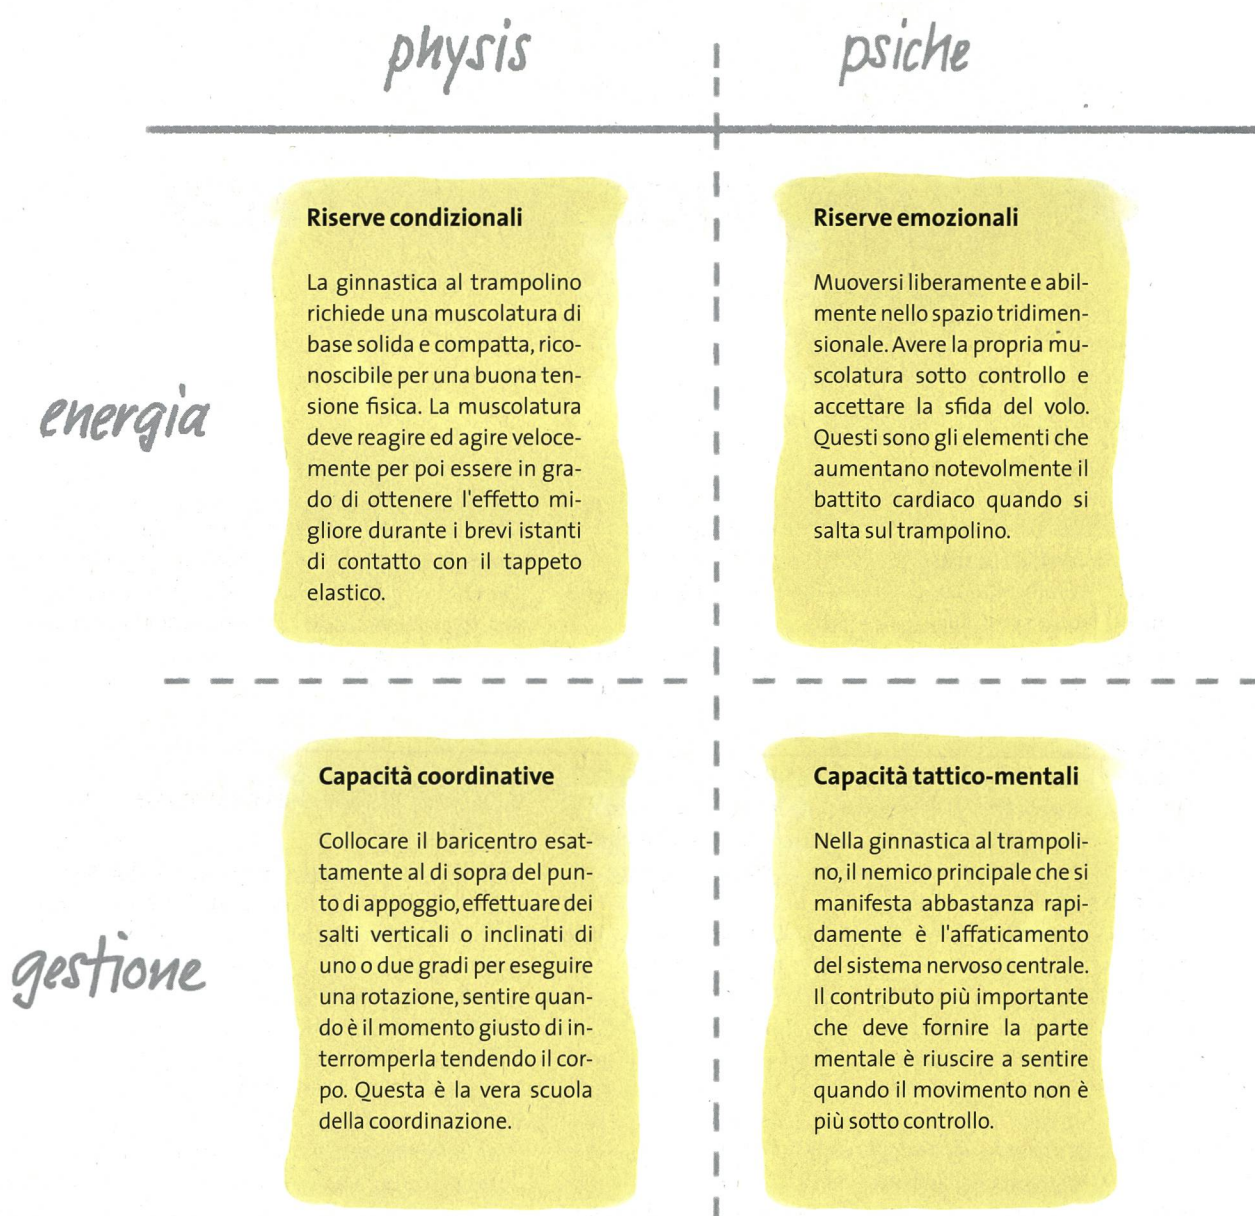 physis
psiche
energia
Riserve condizionali
La ginnastica al trampolino
richiede una muscolatura di
base solida e compatta, rico-
noscibile per una buona ten-
sione fisica. La muscolatura
deve reagire ed agire veloce-
mente per poi essere in gra-
do di ottenere l'effetto mi-
gliore durante i brevi istanti
di contatto con il tappeto
elastico.
Riserve emozionali
Muoversi liberamente e abil-
mente nello spazio tridimen-
sionale. Avere la propria mu-
scolatura sotto controllo e
accettare la sfida del volo.
Questi sono gli elementi che
aumentano notevolmente il
battito cardiaco quando si
salta sul trampolino.
gestione
Capacità coordinative
Collocare il baricentro esat-
tamente al di sopra del pun-
to di appoggio, effettuare dei
salti verticali o inclinati di
uno o due gradi per eseguire
una rotazione, sentire quan-
do è il momento giusto di in-
terromperla tendendo il cor-
po. Questa è la vera scuola
della coordinazione.
Capacità tattico-mentali
Nella ginnastica al trampoli-
no, il nemico principale che si
manifesta abbastanza rapi-
damente è l'affaticamento
del sistema nervoso centrale.
Il contributo più importante
che deve fornire la parte
mentale è riuscire a sentire
quando il movimento non è
più sotto controllo.